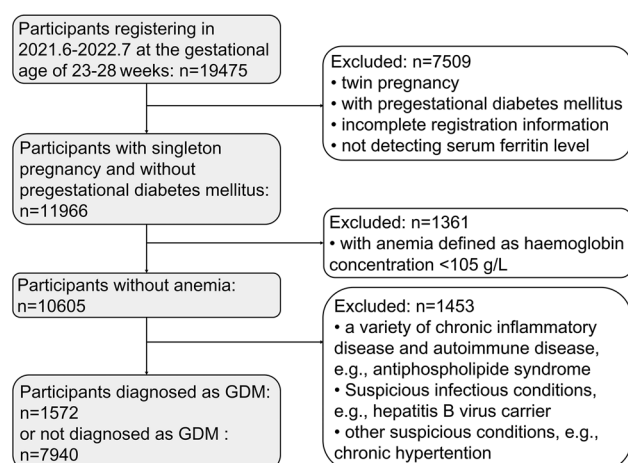 Participants registering in
2021.6-2022.7 at the gestational
age of 23-28 weeks: n=19475
Excluded: n=7509
• twin pregnancy
• with pregestational diabetes mellitus
• incomplete registration information
• not detecting serum ferritin level
Participants with singleton
pregnancy and without
pregestational diabetes mellitus:
n=11966
Excluded: n=1361
• with anemia defined as haemoglobin
concentration <105 g/L
Participants without anemia:
n=10605
Excluded: n=1453
• a variety of chronic inflammatory
disease and autoimmune disease,
e.g., antiphospholipide syndrome
• Suspicious infectious conditions,
e.g., hepatitis B virus carrier
• other suspicious conditions, e.g.,
chronic hypertention
Participants diagnosed as GDM:
n=1572
or not diagnosed as GDM :
n=7940